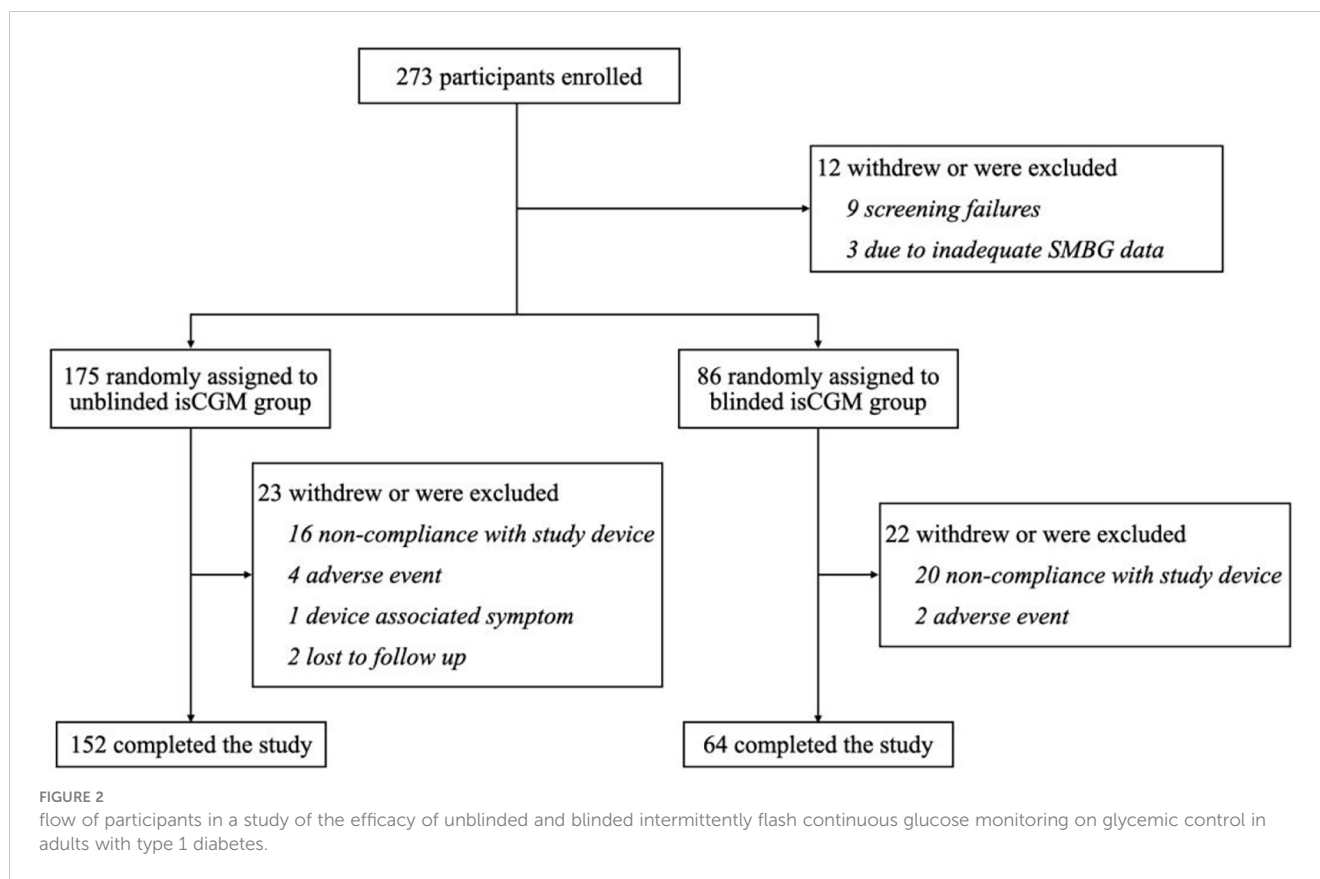 273 participants enrolled
12 withdrew or were excluded
9 screening failures
3 due to inadequate SMBG data
175 randomly assigned to
unblinded isCGM group
86 randomly assigned to
blinded isCGM group
23 withdrew or were excluded
16 non-compliance with study device
4 adverse event
1 device associated symptom
2 lost to follow up
22 withdrew or were excluded
20 non-compliance with study device
2 adverse event
152 completed the study
64 completed the study
FIGURE 2
flow of participants in a study of the efficacy of unblinded and blinded intermittently flash continuous glucose monitoring on glycemic control in
adults with type 1 diabetes.